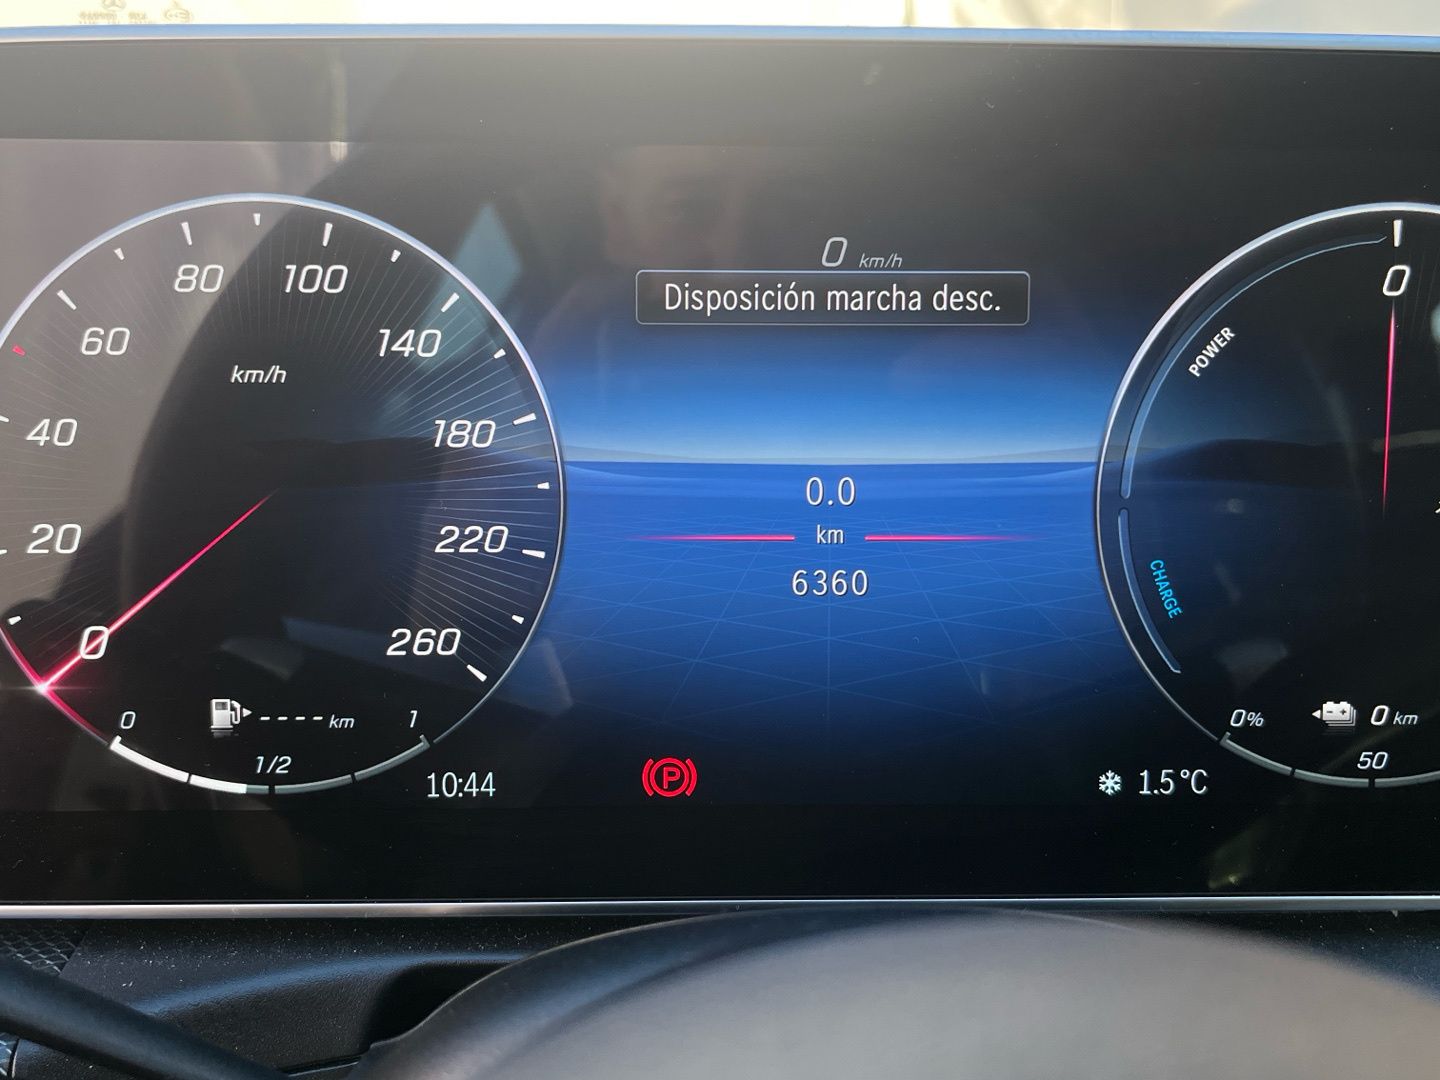 0 km/h
Disposición marcha desc.
80 100
60 140
km/h
40 180
20 220
0 260
0.0
km
6360
0
POWER
CHARGE
0 ---- km 1
1/2
10:44
P
1.5°C
0% 0 km
50